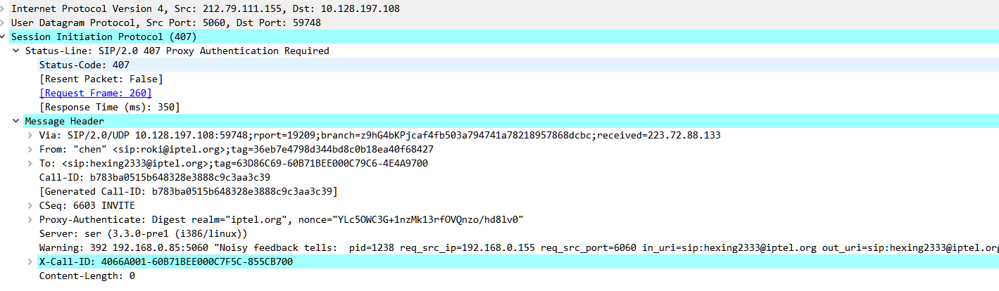 Internet Protocol Version 4, Src: 212.79.111.155, Dst: 10.128.197.108
User Datagram Protocol, Src Port: 5060, Dst Port: 59748
Session Initiation Protocol (407)
Status-Line: SIP/2.0 407 Proxy Authentication Required
Status-Code: 407
[Resent Packet: False]
[Request Frame: 260]
[Response Time (ms): 350]
Message Header
Via: SIP/2.0/UDP 10.128.197.108:59748;rport=19209;branch=z9hG4bKPjcaf4fb503a794741a78218957868dcbc;received=223.72.88.133
From: "chen" <sip:roki@iptel.org>;tag=36eb7e4798d344bd8c0b18ea40f68427
To: <sip:hexing2333@iptel.org>;tag=63D86C69-60B71BEE000C79C6-4E4A9700
Call-ID: b783ba0515b648328e3888c9c3aa3c39
[Generated Call-ID: b783ba0515b648328e3888c9c3aa3c39]
CSeq: 6603 INVITE
Proxy-Authenticate: Digest realm="iptel.org", nonce="YLc5OWC3G+1nzMk13rfOVQnzo/hd8lv0"
Server: ser (3.3.0-pre1 (i386/linux))
Warning: 392 192.168.0.85:5060 "Noisy feedback tells:  pid=1238 req_src_ip=192.168.0.155 req_src_port=6060 in_uri=sip:hexing2333@iptel.org out_uri=sip:hexing2333@iptel.org
X-Call-ID: 4066A001-60B71BEE000C7F5C-855CB700
Content-Length: 0